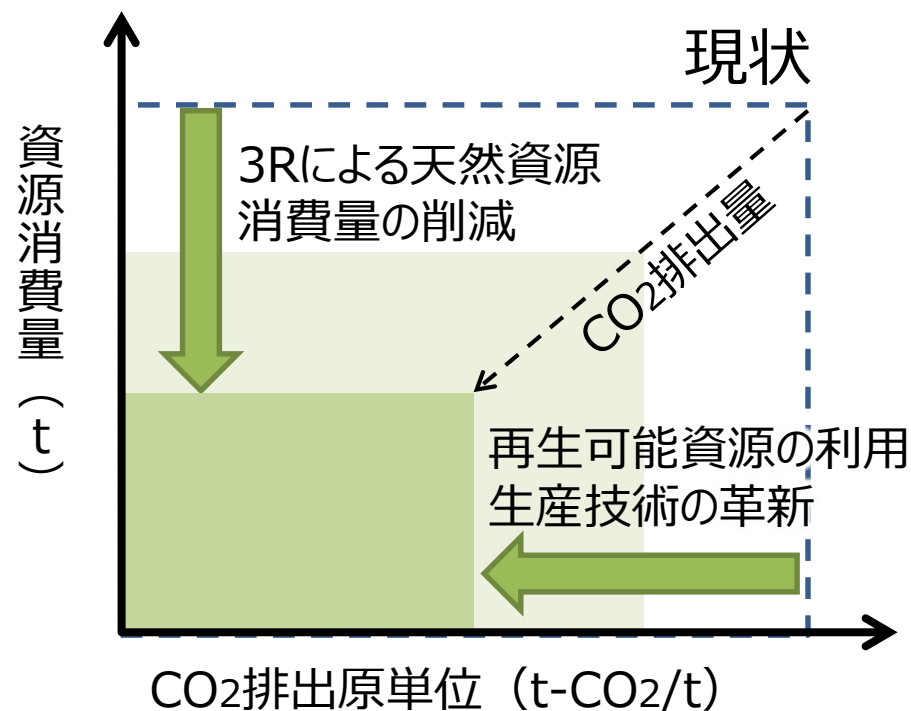 現状
資源消費量（t）
3Rによる天然資源
消費量の削減
CO2排出量
再生可能資源の利用
生産技術の革新
CO2排出原単位（t-CO2/t）